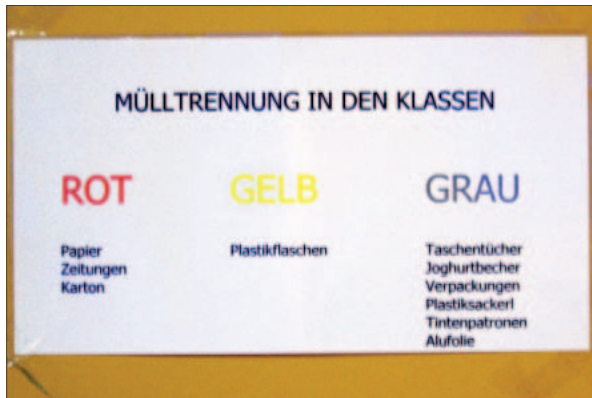 MÜLLTRENNUNG IN DEN KLASSEN
ROT
Papier
Zeitungen
Karton
GELB
Plastikflaschen
GRAU
Taschentücher
Joghurtbecher
Verpackungen
Plastiksackerl
Tintenpatronen
Alufolie